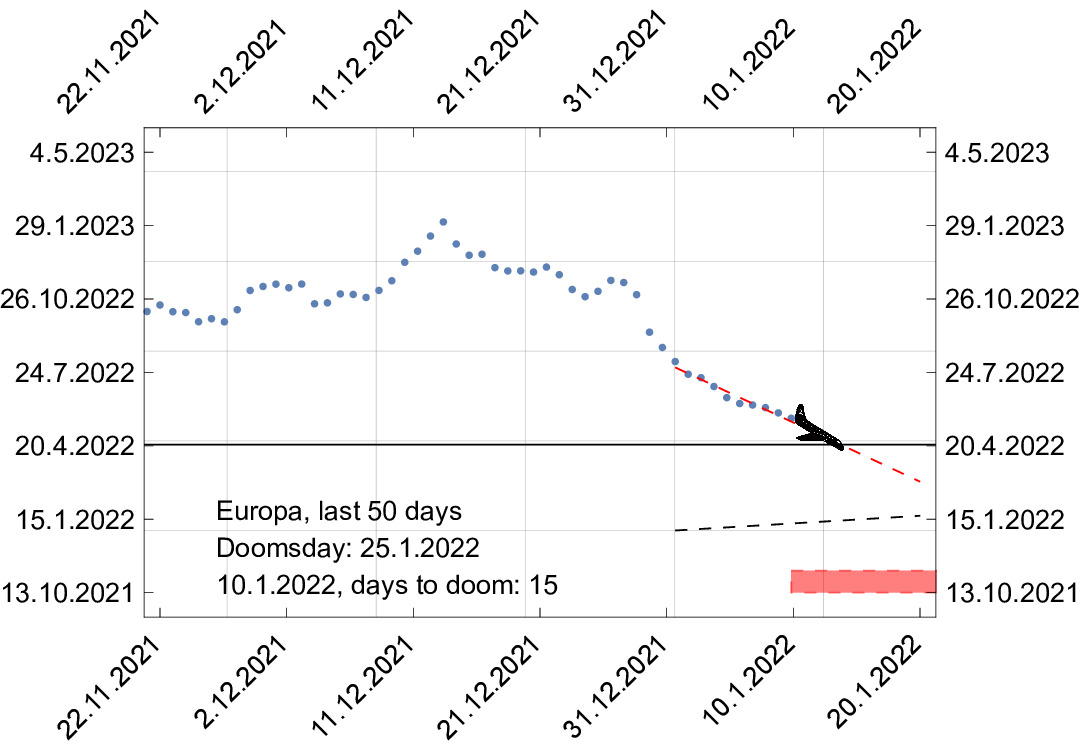 22.11.2021 2.12.2021 11.12.2021 21.12.2021 31.12.2021 10.1.2022 20.1.2022
4.5.2023 4.5.2023
29.1.2023 29.1.2023
26.10.2022 26.10.2022
24.7.2022 24.7.2022
20.4.2022 20.4.2022
15.1.2022 15.1.2022
13.10.2021 13.10.2021
Europa, last 50 days
Doomsday: 25.1.2022
10.1.2022, days to doom: 15
22.11.2021 2.12.2021 11.12.2021 21.12.2021 31.12.2021 10.1.2022 20.1.2022